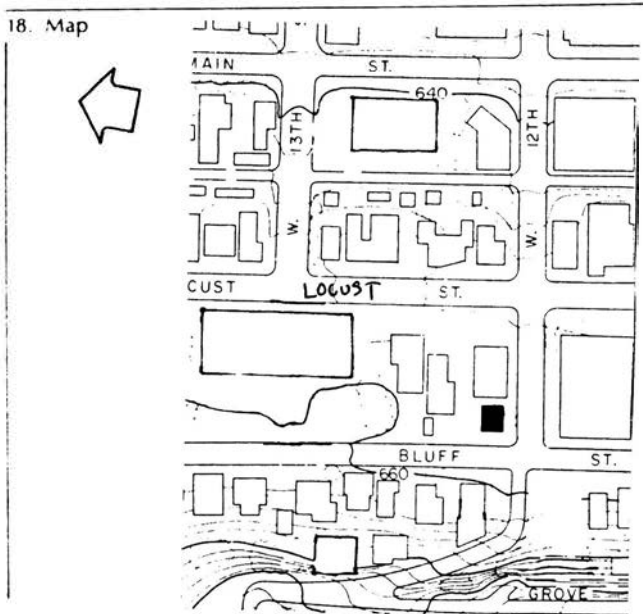 18. Map
MAIN ST.
640
13TH
12TH
W.
W.
CUST LOCUST ST.
BLUFF ST.
660
GROVE